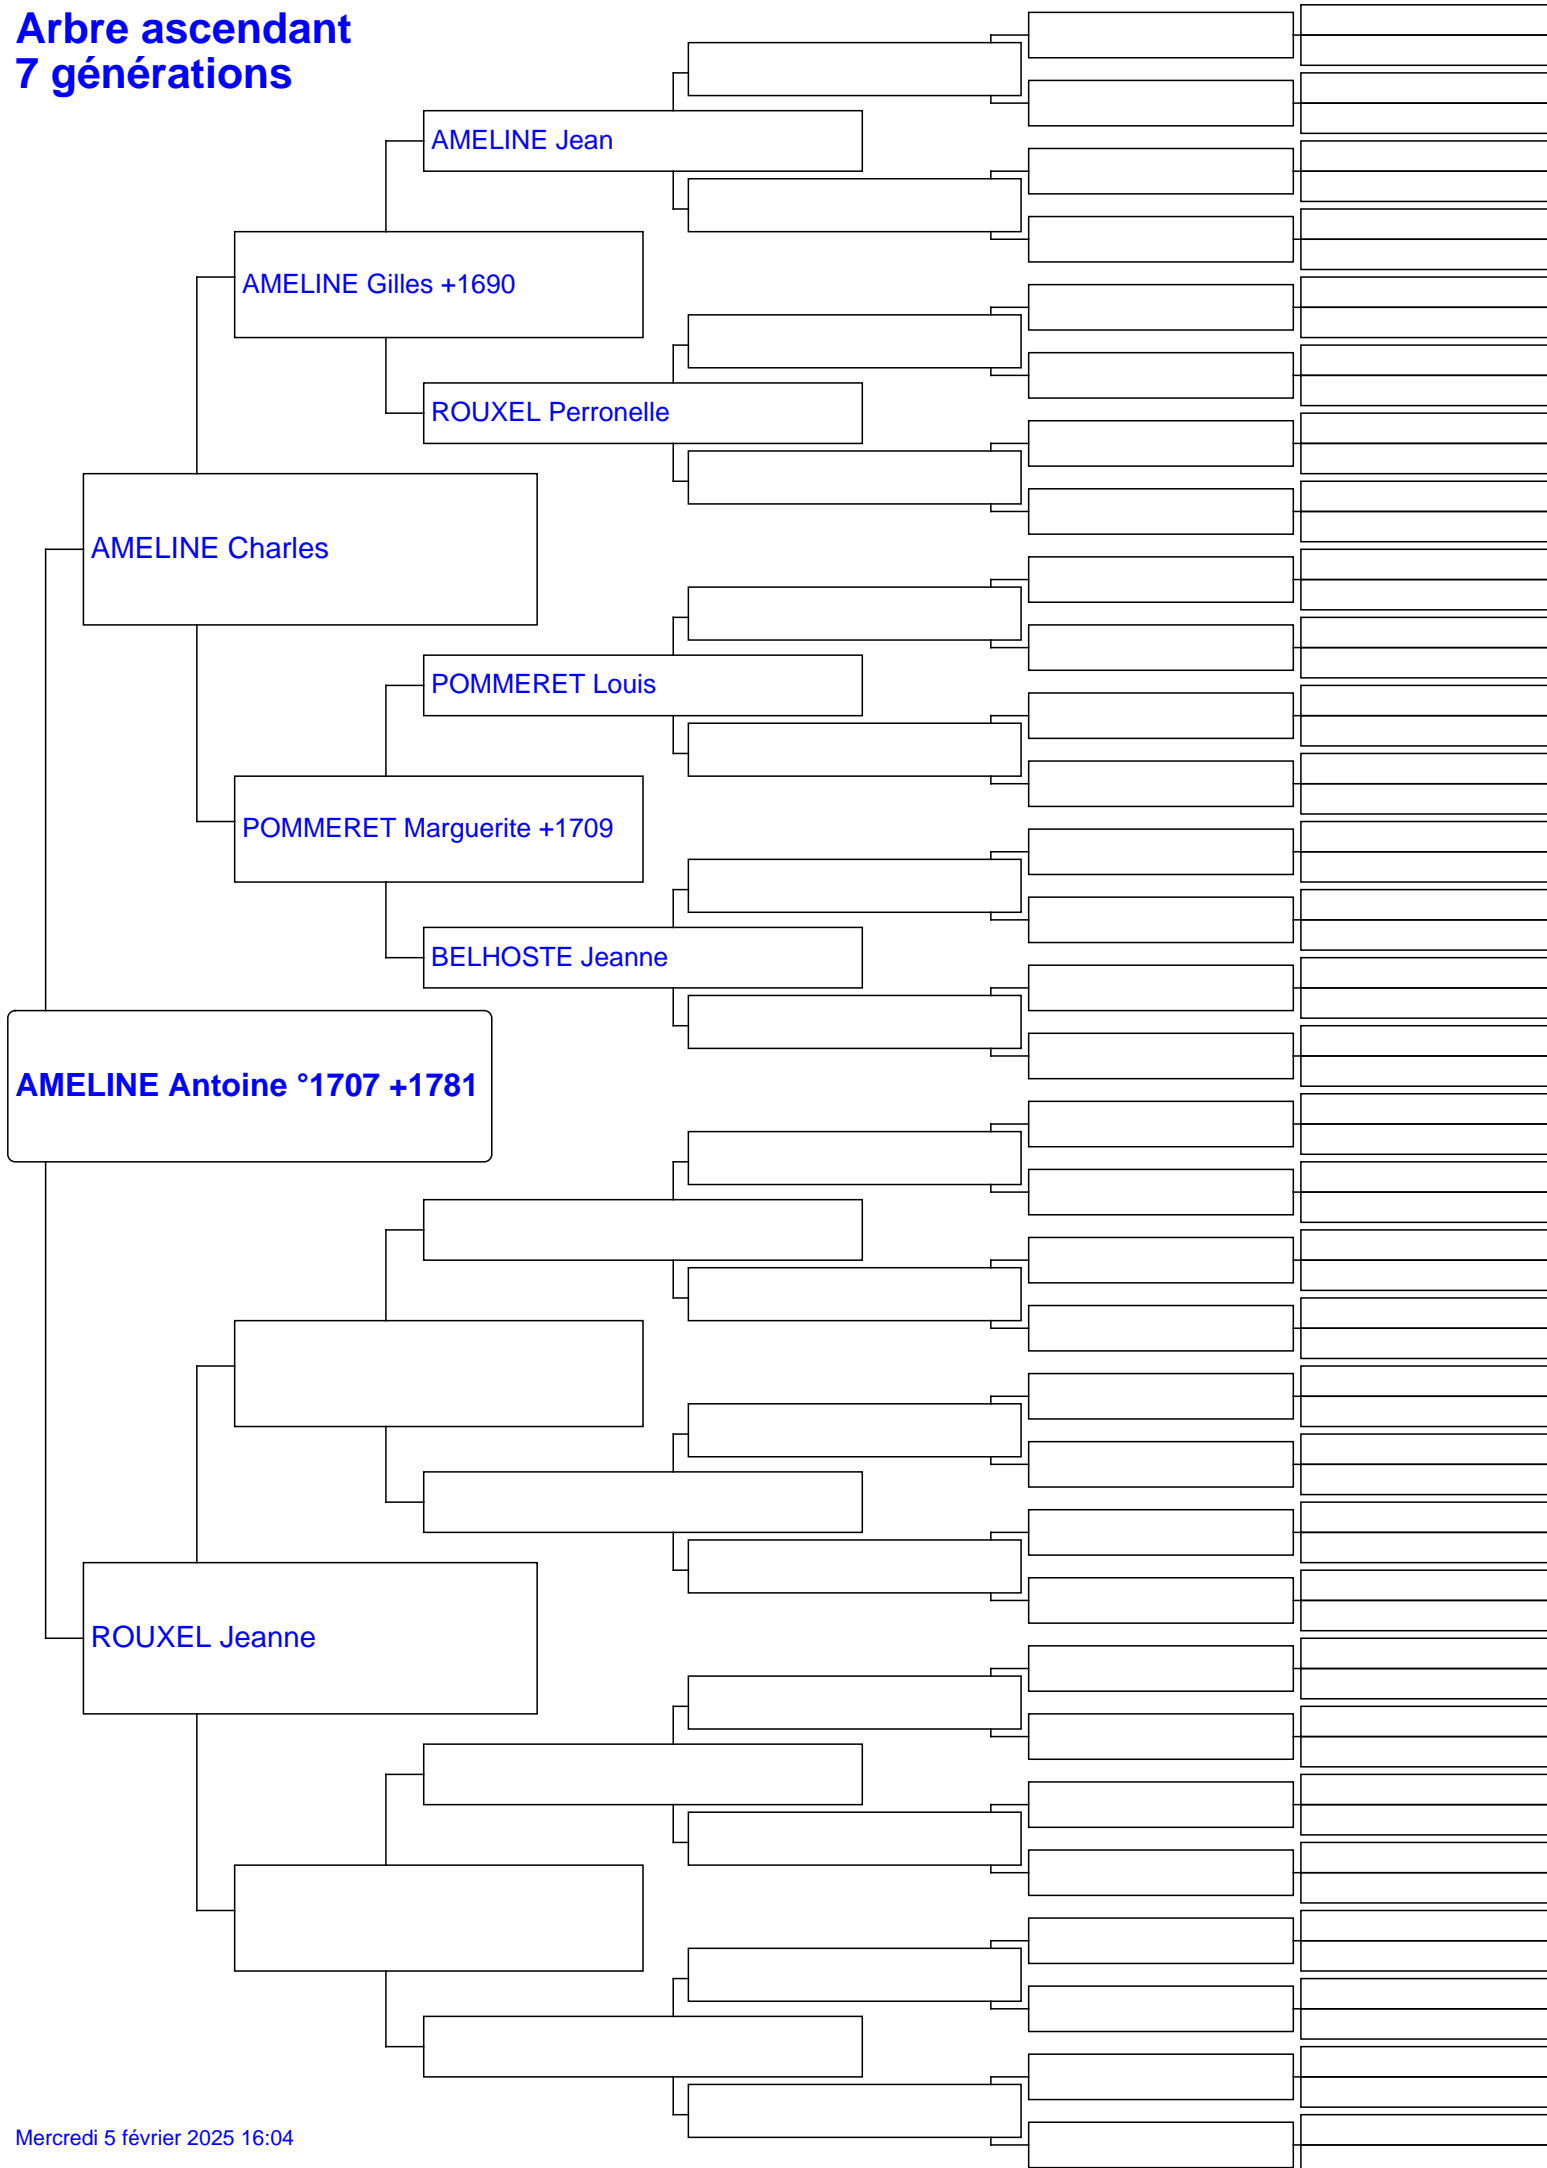 Arbre ascendant
7 générations
AMELINE Jean
AMELINE Gilles +1690
ROUXEL Perronelle
AMELINE Charles
POMMERET Louis
POMMERET Marguerite +1709
BELHOSTE Jeanne
AMELINE Antoine °1707 +1781
ROUXEL Jeanne
Mercredi 5 février 2025 16:04